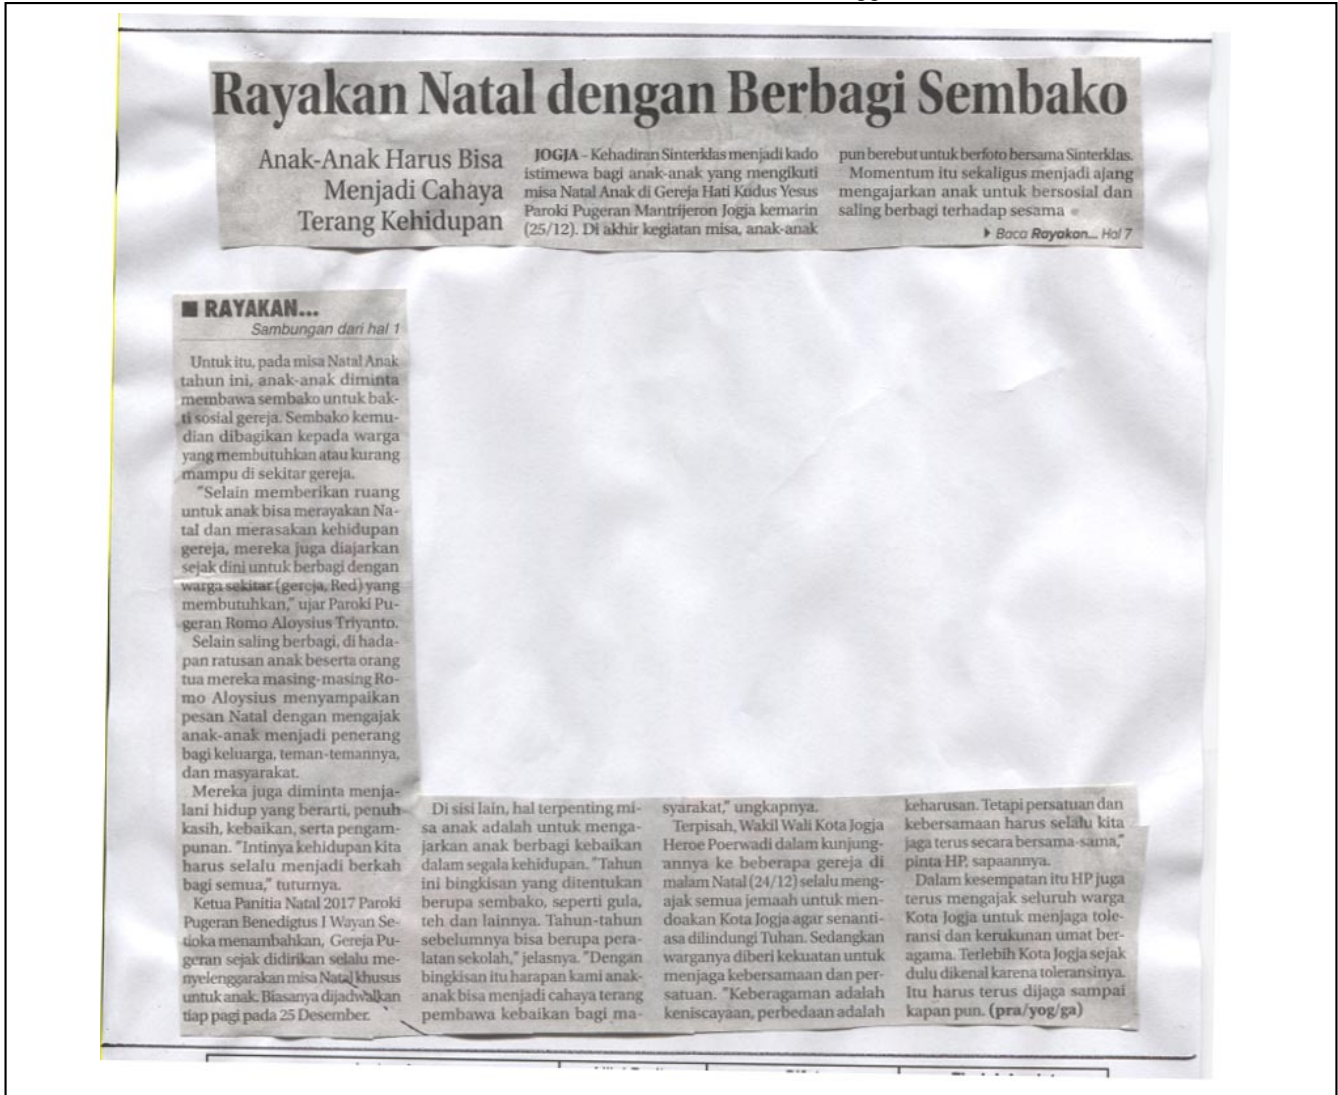 Rayakan Natal dengan Berbagi Sembako
Anak-Anak Harus Bisa
Menjadi Cahaya
Terang Kehidupan
JOGJA – Kehadiran Sinterklas menjadi kado
istimewa bagi anak-anak yang mengikuti
misa Natal Anak di Gereja Hati Kudus Yesus
Paroki Pugeran Mantrijeron Jogja kemarin
(25/12). Di akhir kegiatan misa, anak-anak
pun berebut untuk berfoto bersama Sinterklas.
Momentum itu sekaligus menjadi ajang
mengajarkan anak untuk bersosial dan
saling berbagi terhadap sesama
Baca Rayakan... Hal 7
RAYAKAN...
Sambungan dari hal 1
Untuk itu, pada misa Natal Anak
tahun ini, anak-anak diminta
membawa sembako untuk bak-
ti sosial gereja. Sembako kemu-
dian dibagikan kepada warga
yang membutuhkan atau kurang
mampu di sekitar gereja.
"Selain memberikan ruang
untuk anak bisa merayakan Na-
tal dan merasakan kehidupan
gereja, mereka juga diajarkan
sejak dini untuk berbagi dengan
warga sekitar (gereja, Red) yang
membutuhkan," ujar Paroki Pu-
geran Romo Aloysius Triyanto.
Selain saling berbagi, di hada-
pan ratusan anak beserta orang
tua mereka masing-masing Ro-
mo Aloysius menyampaikan
pesan Natal dengan mengajak
anak-anak menjadi penerang
bagi keluarga, teman-temannya,
dan masyarakat.
Mereka juga diminta menja-
lani hidup yang berarti, penuh
kasih, kebaikan, serta pengam-
punan. "Intinya kehidupan kita
harus selalu menjadi berkah
bagi semua," tuturnya.
Ketua Panitia Natal 2017 Paroki
Pugeran Benedigtus I Wayan Se-
tioka menambahkan, Gereja Pu-
geran sejak didirikan selalu me-
nyelenggarakan misa Natal khusus
untuk anak. Biasanya dijadwalkan
tiap pagi pada 25 Desember.
Di sisi lain, hal terpenting mi-
sa anak adalah untuk menga-
jarkan anak berbagi kebaikan
dalam segala kehidupan. "Tahun
ini bingkisan yang ditentukan
berupa sembako, seperti gula,
teh dan lainnya. Tahun-tahun
sebelumnya bisa berupa pera-
latan sekolah," jelasnya. "Dengan
bingkisan itu harapan kami anak-
anak bisa menjadi cahaya terang
pembawa kebaikan bagi ma-
syarakat," ungkapnya.
Terpisah, Wakil Wali Kota Jogja
Heroe Poerwadi dalam kunjung-
annya ke beberapa gereja di
malam Natal (24/12) selalu meng-
ajak semua jemaah untuk men-
doakan Kota Jogja agar senanti-
asa dilindungi Tuhan. Sedangkan
warganya diberi kekuatan untuk
menjaga kebersamaan dan per-
satuan. "Keberagaman adalah
keniscayaan, perbedaan adalah
keharusan. Tetapi persatuan dan
kebersamaan harus selalu kita
jaga terus secara bersama-sama,"
pinta HP, sapaannya.
Dalam kesempatan itu HP juga
terus mengajak seluruh warga
Kota Jogja untuk menjaga tole-
ransi dan kerukunan umat ber-
agama. Terlebih Kota Jogja sejak
dulu dikenal karena toleransinya.
Itu harus terus dijaga sampai
kapan pun. (pra/yog/ga)